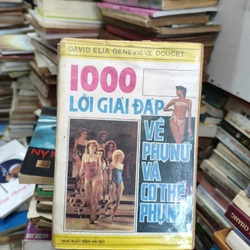 DAVID ELIA GENEVIEVE DOUCET
1000
LỜI GIẢI ĐÁP
VỀ
PHỤ NỮ
VÀ
CƠ THỂ
PHỤ NỮ
NHÀ XUẤT BẢN HÀ NỘI